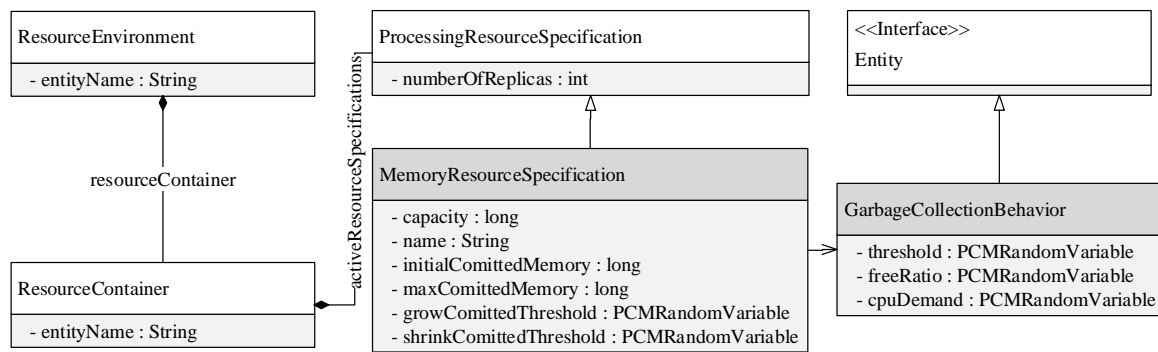 ResourceEnvironment
- entityName : String
resourceContainer
ResourceContainer
- entityName : String
activeResourceSpecifications
ProcessingResourceSpecification
- numberOfReplicas : int
MemoryResourceSpecification
- capacity : long
- name : String
- initialComittedMemory : long
- maxComittedMemory : long
- growComittedThreshold : PCMRandomVariable
- shrinkComittedThreshold : PCMRandomVariable
<<Interface>>
Entity
GarbageCollectionBehavior
- threshold : PCMRandomVariable
- freeRatio : PCMRandomVariable
- cpuDemand : PCMRandomVariable